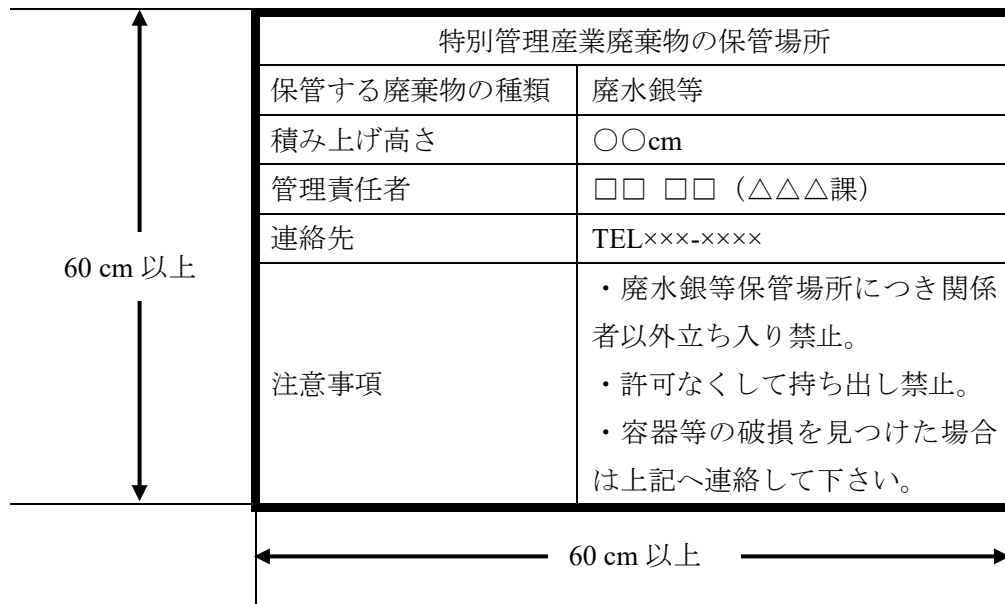 特別管理産業廃棄物の保管場所
保管する廃棄物の種類 廃水銀等
積み上げ高さ 〇〇cm
管理責任者 □□ □□（△△△課）
連絡先 TEL×××-××××
60 cm 以上
注意事項
・廃水銀等保管場所につき関係
者以外立ち入り禁止。
・許可なくして持ち出し禁止。
・容器等の破損を見つけた場合
は上記へ連絡して下さい。
60 cm 以上